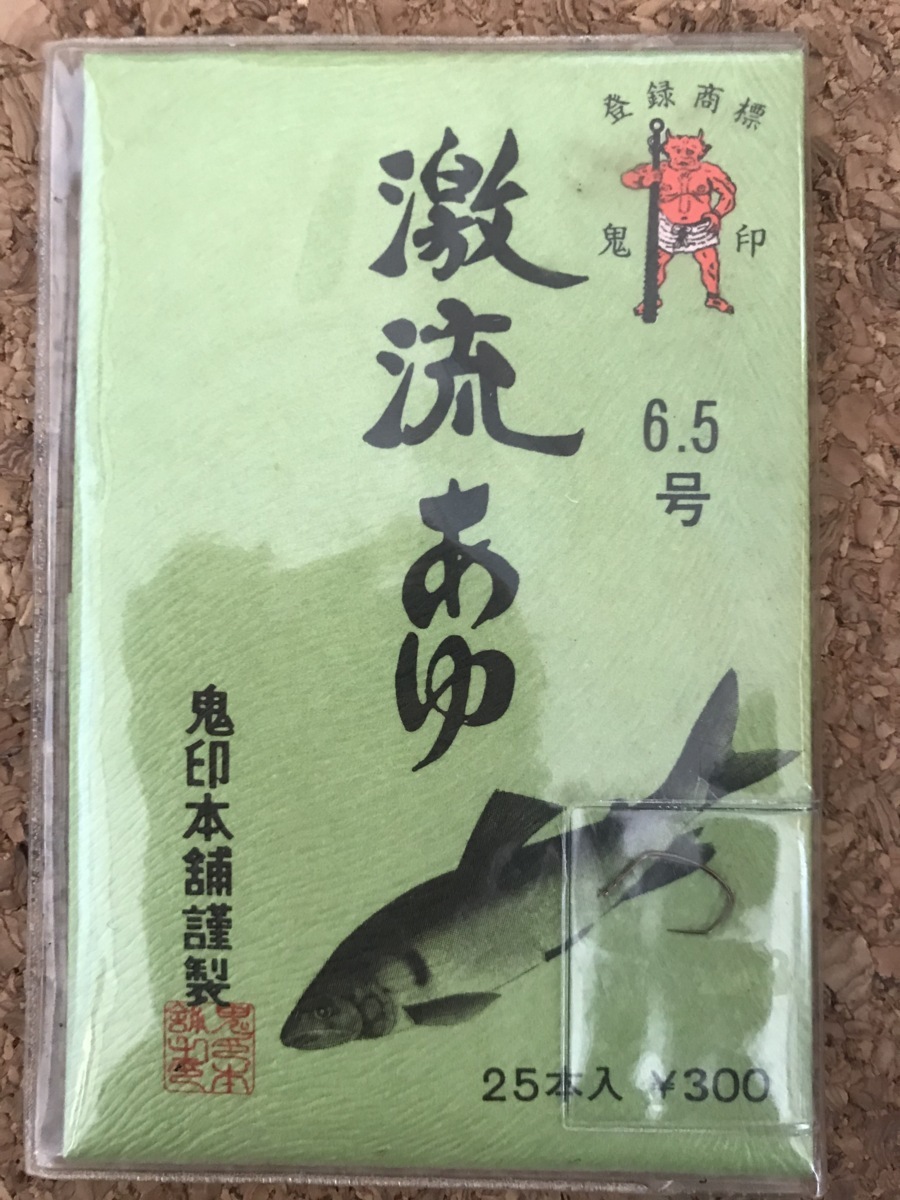 登録商標
鬼印
激流あゆ
6.5
号
鬼印本舗謹製
25本入 ¥300